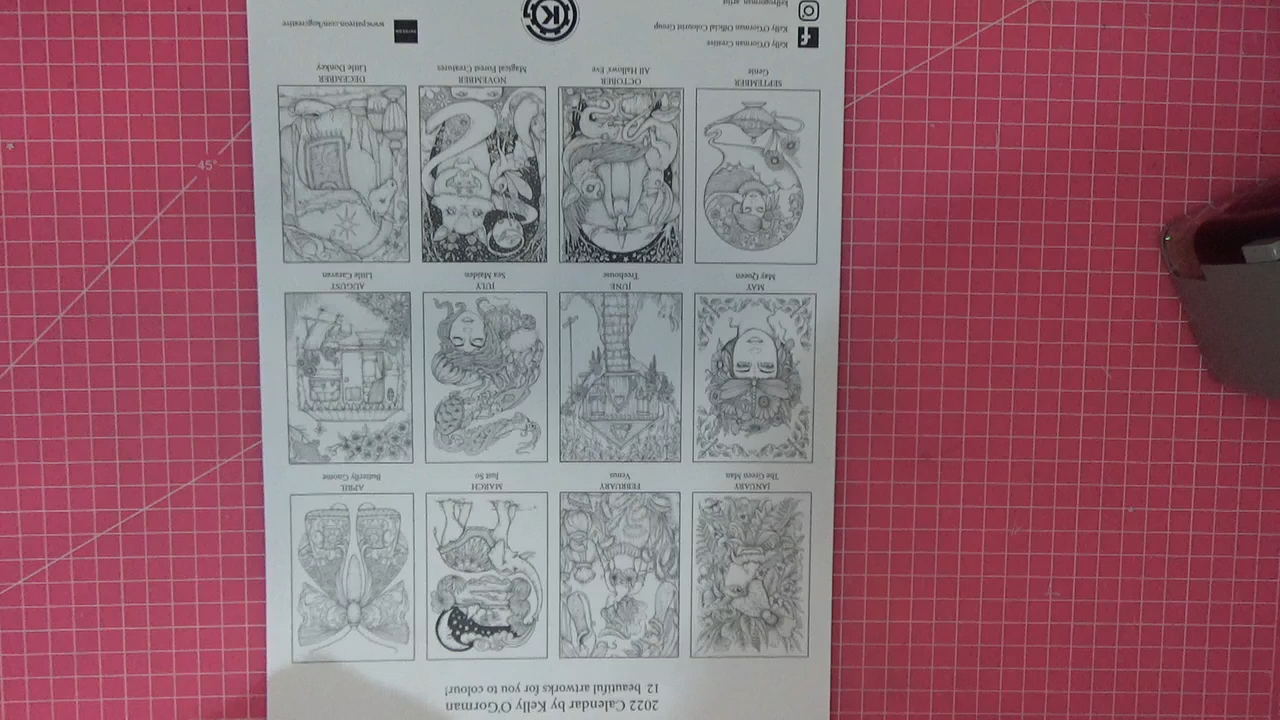 2022 Calendar by Kelly O'Gorman
12 beautiful artworks for you to colour!
JANUARY
The Green Man
FEBRUARY
Venus
MARCH
Just So
APRIL
Butterfly Gnome
MAY
May Queen
JUNE
Treehouse
JULY
Sea Maiden
AUGUST
Little Caravan
SEPTEMBER
Genie
OCTOBER
All Hallows' Eve
NOVEMBER
Magical Forest Creatures
DECEMBER
Little Donkey
Kelly O'Gorman Creative
Kelly O'Gorman Official Colourist Group
K
www.patreon.com/kogcreative
45°